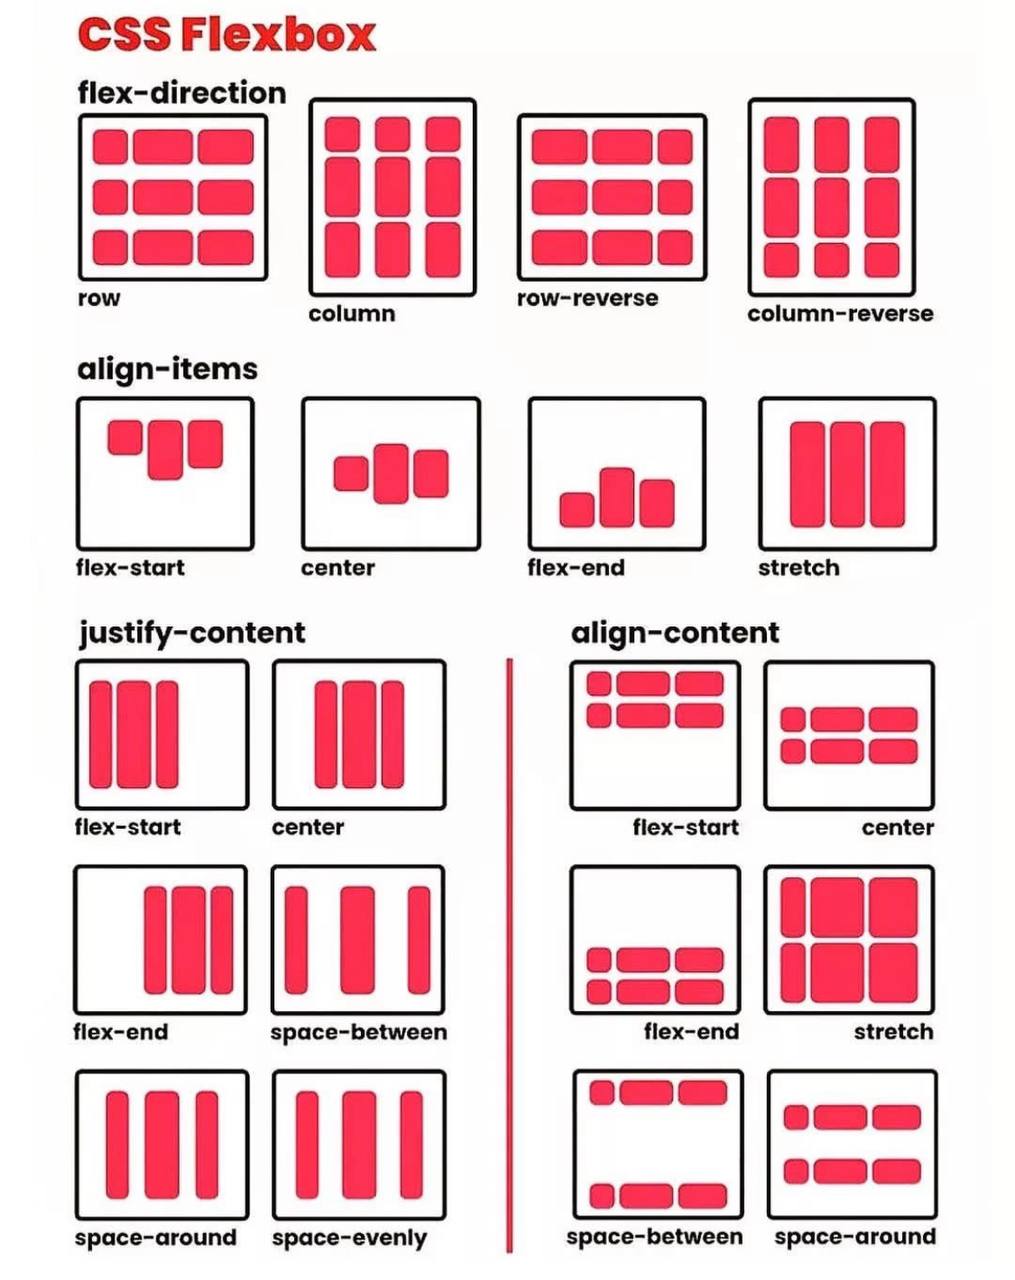 CSS Flexbox
flex-direction
row
column
row-reverse
column-reverse
align-items
flex-start
center
flex-end
stretch
justify-content
flex-start
center
flex-end
space-between
space-around
space-evenly
align-content
flex-start
center
flex-end
stretch
space-between
space-around